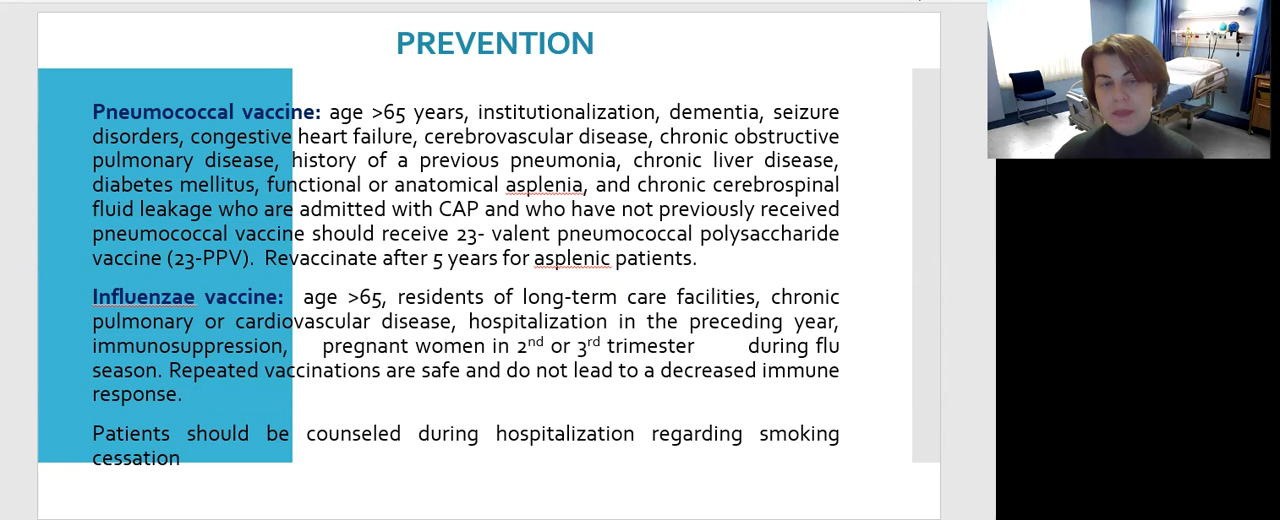 PREVENTION
Pneumococcal vaccine: age >65 years, institutionalization, dementia, seizure
disorders, congestive heart failure, cerebrovascular disease, chronic obstructive
pulmonary disease, history of a previous pneumonia, chronic liver disease,
diabetes mellitus, functional or anatomical asplenia, and chronic cerebrospinal
fluid leakage who are admitted with CAP and who have not previously received
pneumococcal vaccine should receive 23- valent pneumococcal polysaccharide
vaccine (23-PPV). Revaccinate after 5 years for asplenic patients.
Influenzae vaccine: age >65, residents of long-term care facilities, chronic
pulmonary or cardiovascular disease, hospitalization in the preceding year,
immunosuppression, pregnant women in 2nd or 3rd trimester during flu
season. Repeated vaccinations are safe and do not lead to a decreased immune
response.
Patients should be counseled during hospitalization regarding smoking
cessation